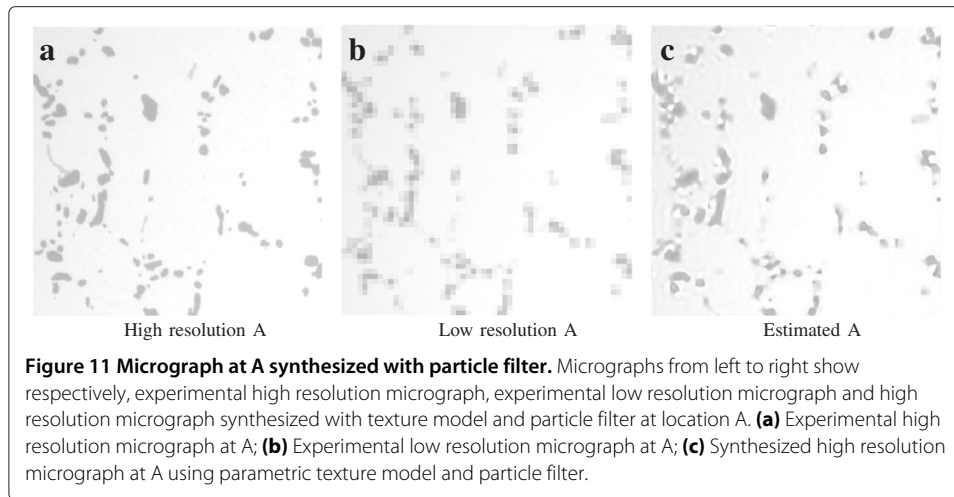 a
b
c
High resolution A
Low resolution A
Estimated A
Figure 11 Micrograph at A synthesized with particle filter. Micrographs from left to right show
respectively, experimental high resolution micrograph, experimental low resolution micrograph and high
resolution micrograph synthesized with texture model and particle filter at location A. (a) Experimental high
resolution micrograph at A; (b) Experimental low resolution micrograph at A; (c) Synthesized high resolution
micrograph at A using parametric texture model and particle filter.